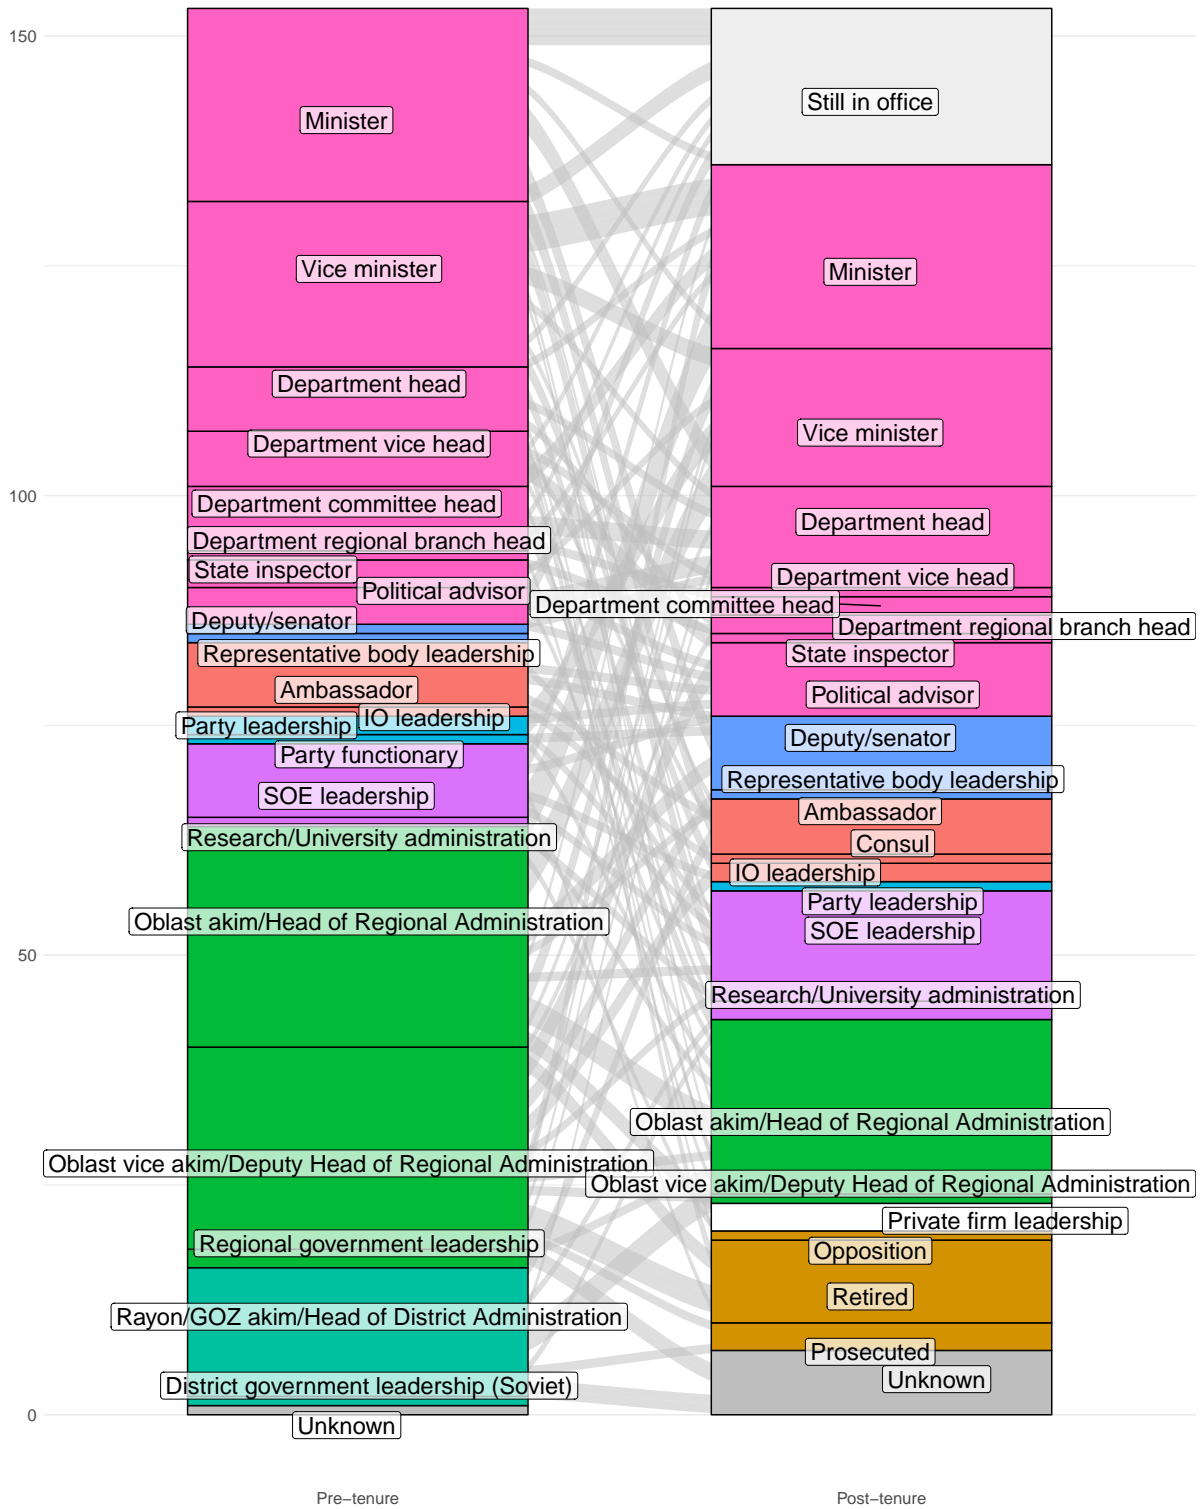 150
100
50
0
Minister
Vice minister
Department head
Department vice head
Department committee head
Department regional branch head
State inspector
Political advisor
Deputy/senator
Representative body leadership
Ambassador
IO leadership
Party leadership
Party functionary
SOE leadership
Research/University administration
Oblast akim/Head of Regional Administration
Oblast vice akim/Deputy Head of Regional Administration
Regional government leadership
Rayon/GOZ akim/Head of District Administration
District government leadership (Soviet)
Unknown
Still in office
Minister
Vice minister
Department head
Department vice head
Department committee head
Department regional branch head
State inspector
Political advisor
Deputy/senator
Representative body leadership
Ambassador
Consul
IO leadership
Party leadership
SOE leadership
Research/University administration
Oblast akim/Head of Regional Administration
Oblast vice akim/Deputy Head of Regional Administration
Private firm leadership
Opposition
Retired
Prosecuted
Unknown
Pre−tenure
Post−tenure